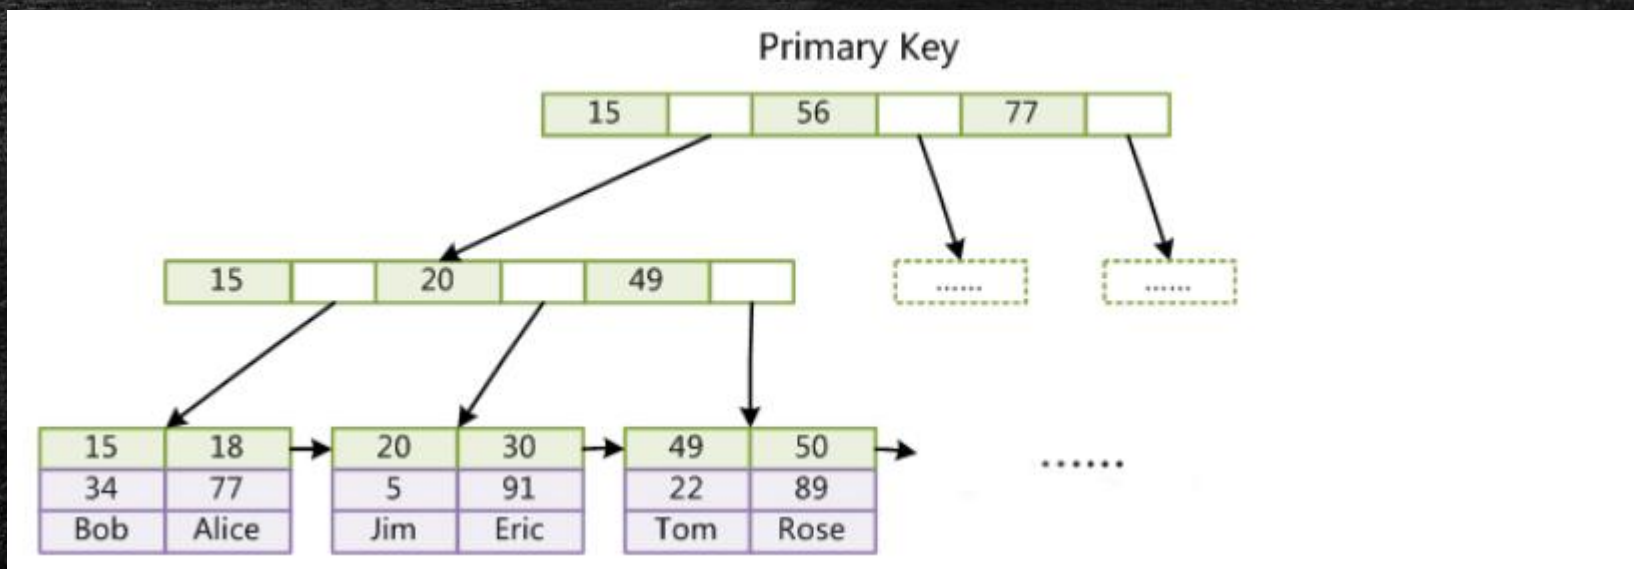 Primary Key
15 56 77
15 20 49 ...... ......
15 18 20 30 49 50
34 77 5 91 22 89 ......
Bob Alice Jim Eric Tom Rose